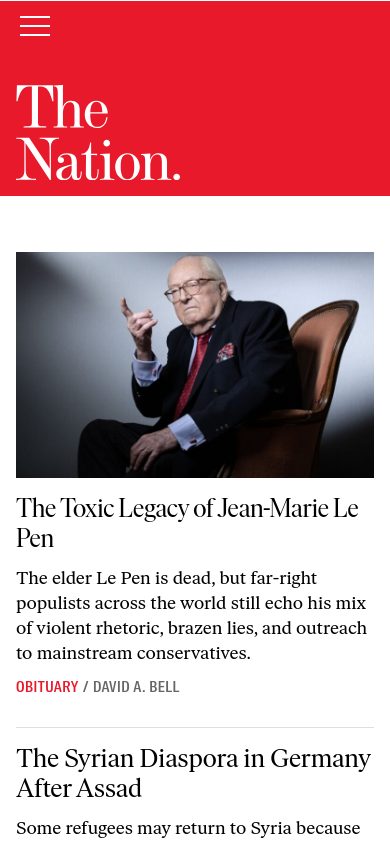 The
Nation.
The Toxic Legacy of Jean-Marie Le
Pen
The elder Le Pen is dead, but far-right
populists across the world still echo his mix
of violent rhetoric, brazen lies, and outreach
to mainstream conservatives.
OBITUARY / DAVID A. BELL
The Syrian Diaspora in Germany
After Assad
Some refugees may return to Syria because